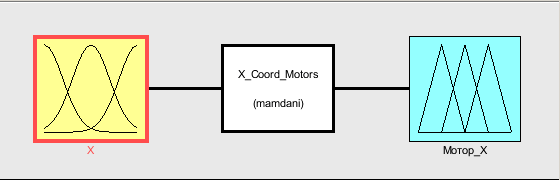 X_Coord_Motors
(mamdani)
X
Мотор_X